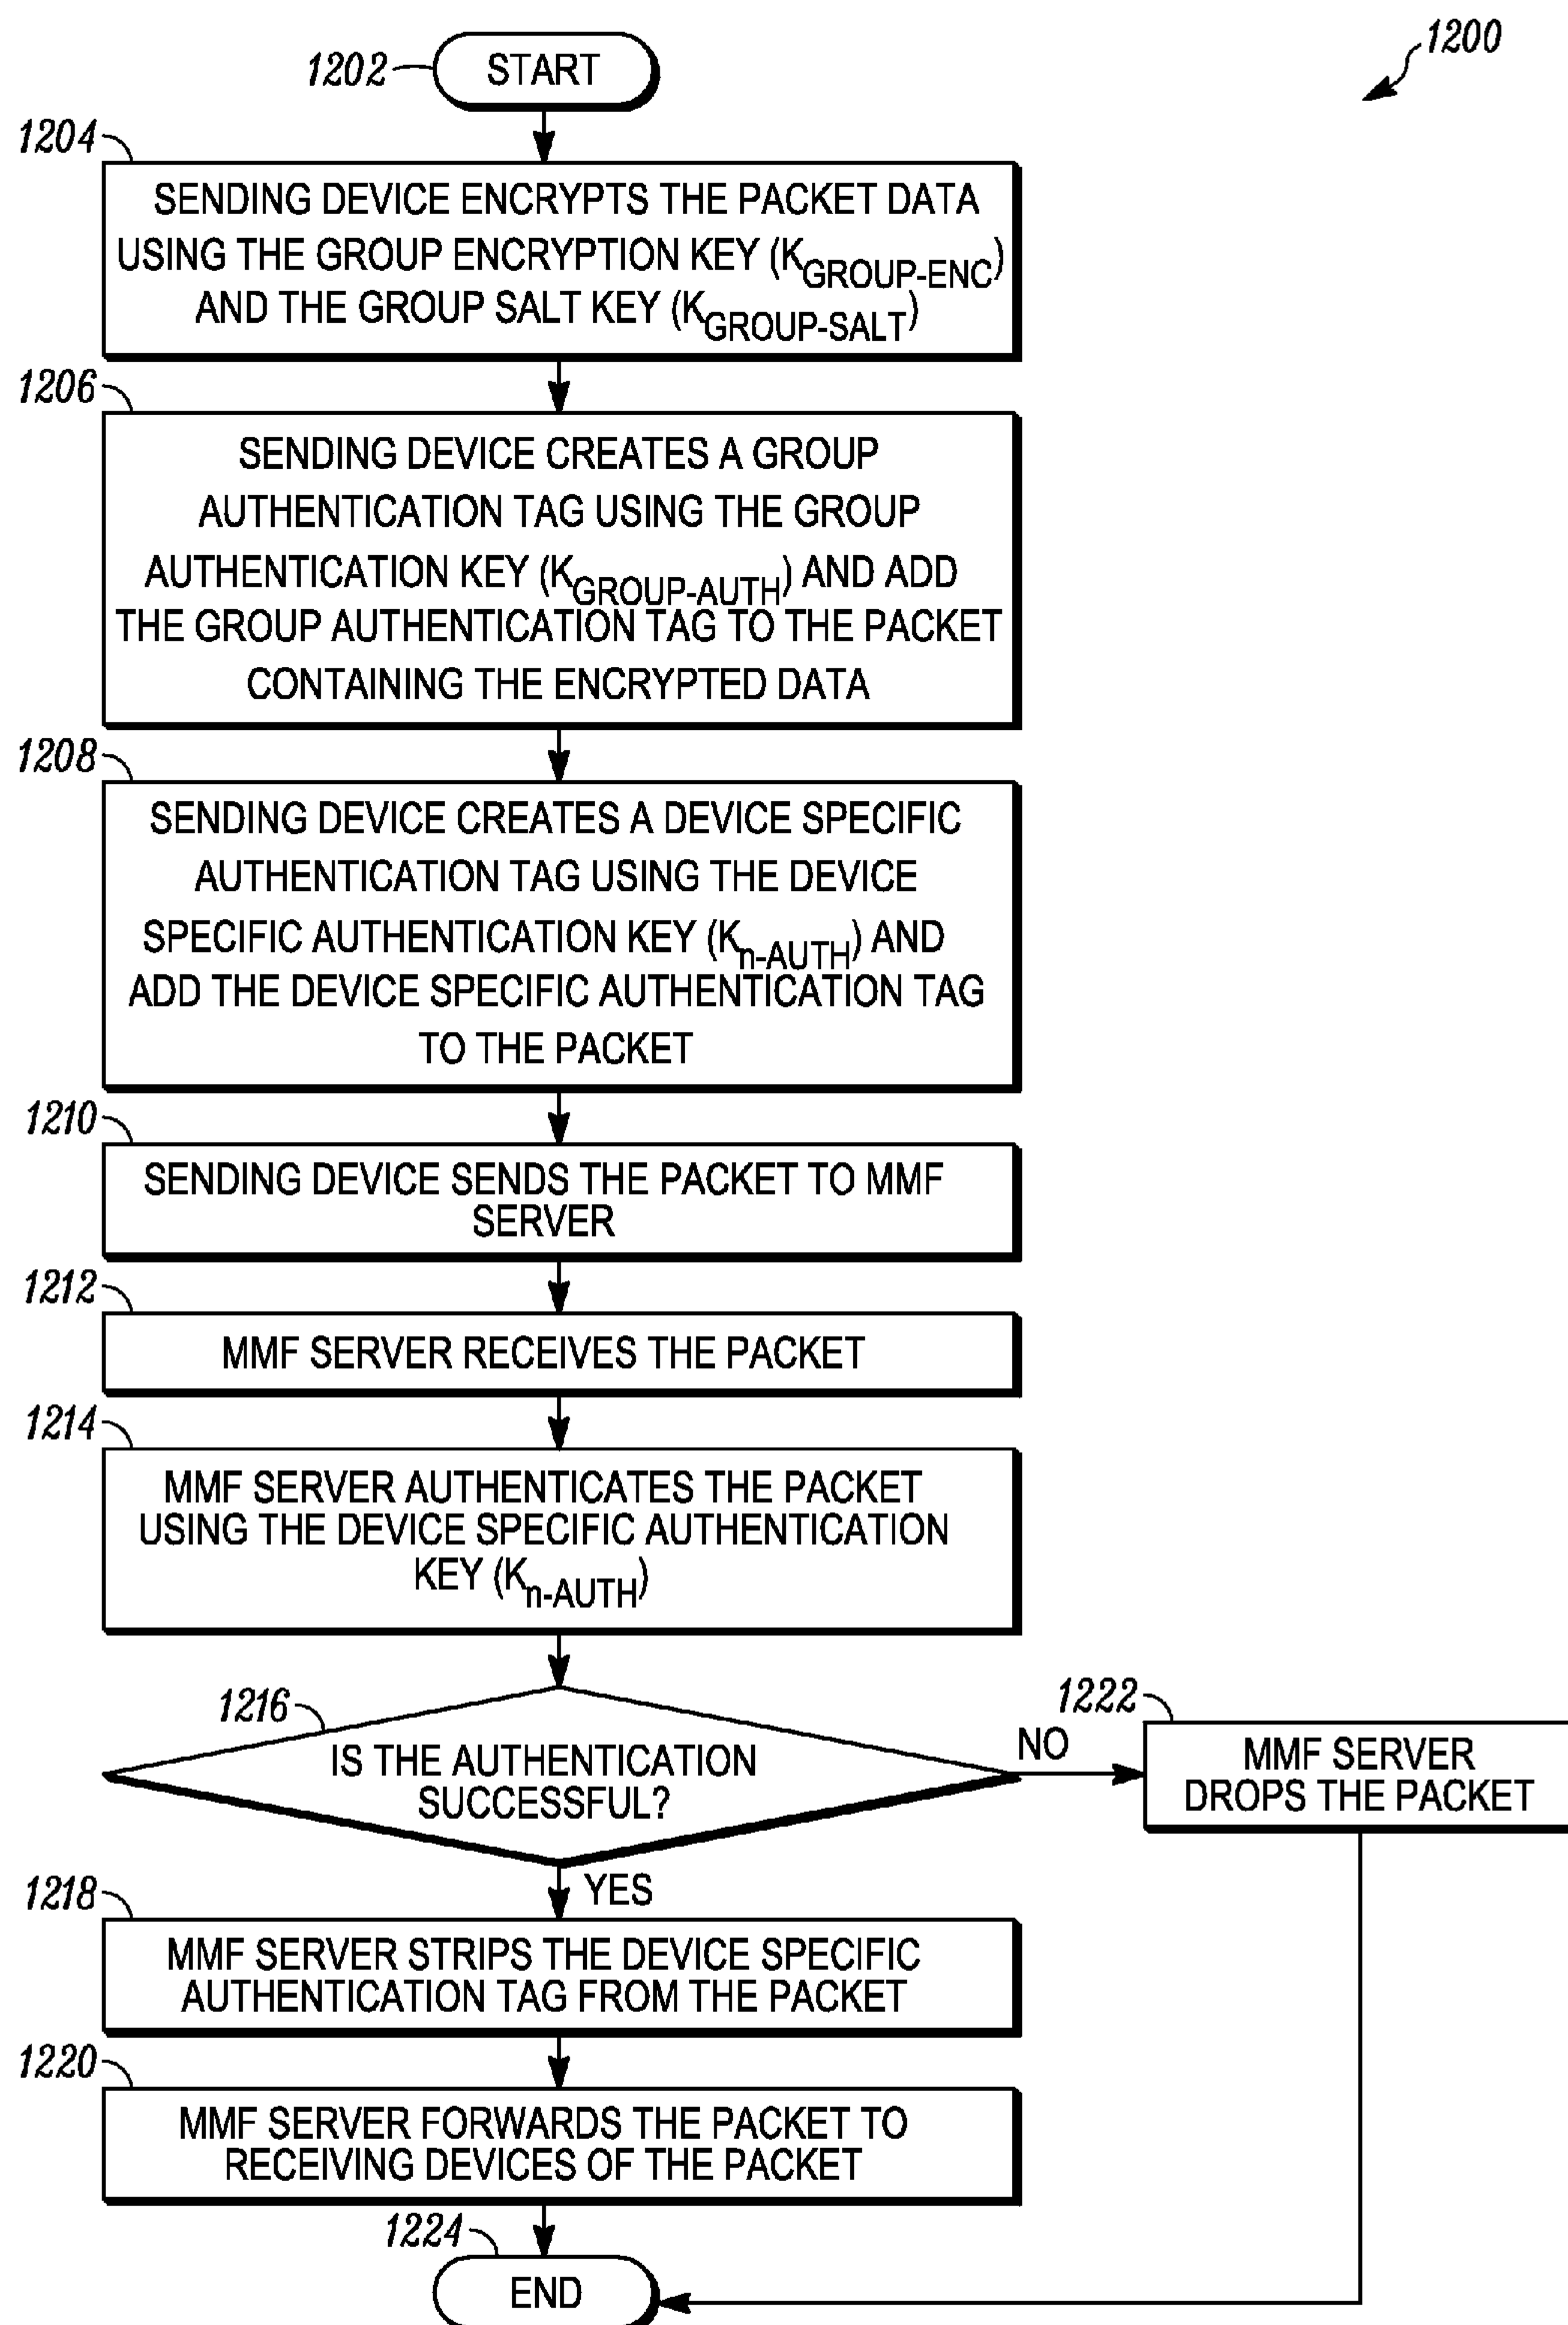 1200
1202
START
1204
SENDING DEVICE ENCRYPTS THE PACKET DATA
USING THE GROUP ENCRYPTION KEY (KGROUP-ENC)
AND THE GROUP SALT KEY (KGROUP-SALT)
1206
SENDING DEVICE CREATES A GROUP
AUTHENTICATION TAG USING THE GROUP
AUTHENTICATION KEY (KGROUP-AUTH) AND ADD
THE GROUP AUTHENTICATION TAG TO THE PACKET
CONTAINING THE ENCRYPTED DATA
1208
SENDING DEVICE CREATES A DEVICE SPECIFIC
AUTHENTICATION TAG USING THE DEVICE
SPECIFIC AUTHENTICATION KEY (Kn-AUTH) AND
ADD THE DEVICE SPECIFIC AUTHENTICATION TAG
TO THE PACKET
1210
SENDING DEVICE SENDS THE PACKET TO MMF
SERVER
1212
MMF SERVER RECEIVES THE PACKET
1214
MMF SERVER AUTHENTICATES THE PACKET
USING THE DEVICE SPECIFIC AUTHENTICATION
KEY (Kn-AUTH)
1216
IS THE AUTHENTICATION
SUCCESSFUL?
NO
1222
MMF SERVER
DROPS THE PACKET
YES
1218
MMF SERVER STRIPS THE DEVICE SPECIFIC
AUTHENTICATION TAG FROM THE PACKET
1220
MMF SERVER FORWARDS THE PACKET TO
RECEIVING DEVICES OF THE PACKET
1224
END